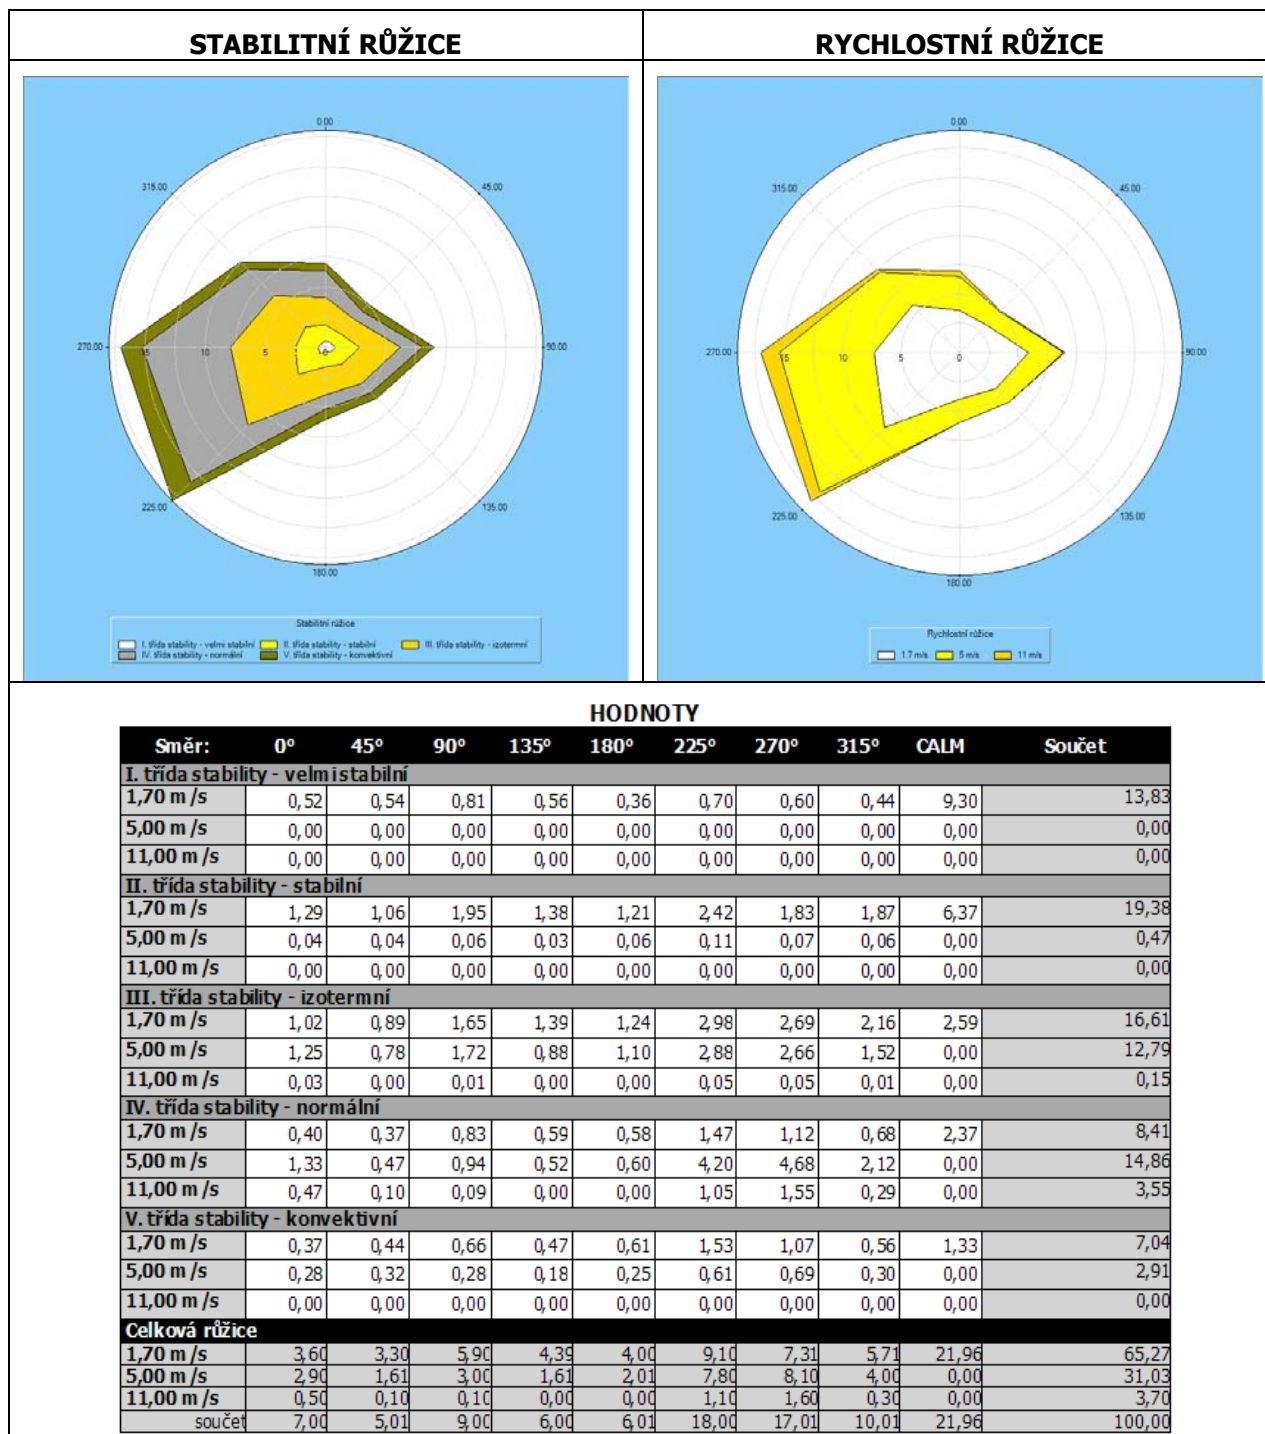 STABILITNÍ RŮŽICE
0.00
45.00
90.00
135.00
180.00
225.00
270.00
315.00
15 10 5 0
Stabilitní růžice
I. třída stability - velmi stabilní II. třída stability - stabilní III. třída stability - izotermní
IV. třída stability - normální V. třída stability - konvektivní
RYCHLOSTNÍ RŮŽICE
0.00
45.00
90.00
135.00
180.00
225.00
270.00
315.00
15 10 5 0
Rychlostní růžice
1.7 m/s 5 m/s 11 m/s
HODNOTY
Směr: 0° 45° 90° 135° 180° 225° 270° 315° CALM Součet
I. třída stability - velmi stabilní
1,70 m/s 0,52 0,54 0,81 0,56 0,36 0,70 0,60 0,44 9,30 13,83
5,00 m/s 0,00 0,00 0,00 0,00 0,00 0,00 0,00 0,00 0,00 0,00
11,00 m/s 0,00 0,00 0,00 0,00 0,00 0,00 0,00 0,00 0,00 0,00
II. třída stability - stabilní
1,70 m/s 1,29 1,06 1,95 1,38 1,21 2,42 1,83 1,87 6,37 19,38
5,00 m/s 0,04 0,04 0,06 0,03 0,06 0,11 0,07 0,06 0,00 0,47
11,00 m/s 0,00 0,00 0,00 0,00 0,00 0,00 0,00 0,00 0,00 0,00
III. třída stability - izotermní
1,70 m/s 1,02 0,89 1,65 1,39 1,24 2,98 2,69 2,16 2,59 16,61
5,00 m/s 1,25 0,78 1,72 0,88 1,10 2,88 2,66 1,52 0,00 12,79
11,00 m/s 0,03 0,00 0,01 0,00 0,00 0,05 0,05 0,01 0,00 0,15
IV. třída stability - normální
1,70 m/s 0,40 0,37 0,83 0,59 0,58 1,47 1,12 0,68 2,37 8,41
5,00 m/s 1,33 0,47 0,94 0,52 0,60 4,20 4,68 2,12 0,00 14,86
11,00 m/s 0,47 0,10 0,09 0,00 0,00 1,05 1,55 0,29 0,00 3,55
V. třída stability - konvektivní
1,70 m/s 0,37 0,44 0,66 0,47 0,61 1,53 1,07 0,56 1,33 7,04
5,00 m/s 0,28 0,32 0,28 0,18 0,25 0,61 0,69 0,30 0,00 2,91
11,00 m/s 0,00 0,00 0,00 0,00 0,00 0,00 0,00 0,00 0,00 0,00
Celková růžice
1,70 m/s 3,60 3,30 5,90 4,39 4,00 9,10 7,31 5,71 21,96 65,27
5,00 m/s 2,90 1,61 3,00 1,61 2,01 7,80 8,10 4,00 0,00 31,03
11,00 m/s 0,50 0,10 0,10 0,00 0,00 1,10 1,60 0,30 0,00 3,70
součet 7,00 5,01 9,00 6,00 6,01 18,00 17,01 10,01 21,96 100,00